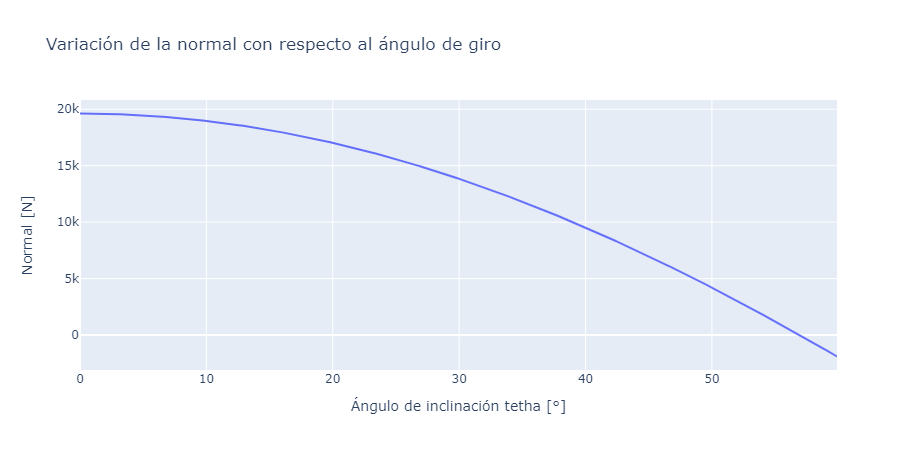 Variación de la normal con respecto al ángulo de giro
20k
15k
10k
5k
0
Normal [N]
0 10 20 30 40 50
Ángulo de inclinación tetha [°]